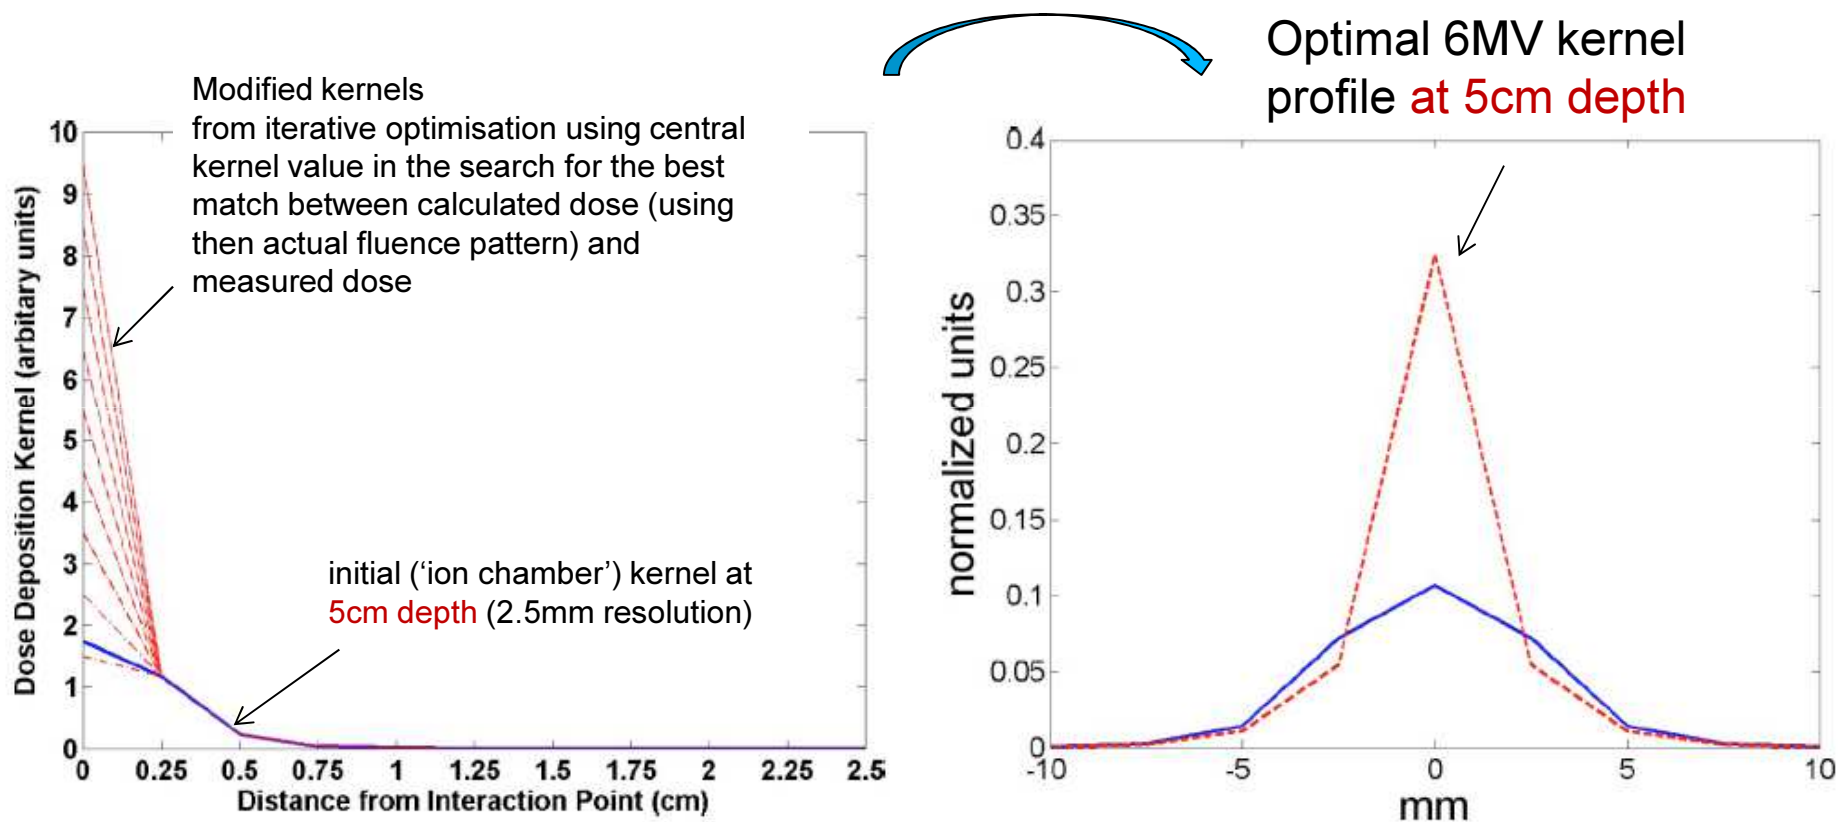 Modified kernels
from iterative optimisation using central
kernel value in the search for the best
match between calculated dose (using
then actual fluence pattern) and
measured dose
initial (‘ion chamber’) kernel at
5cm depth (2.5mm resolution)
Dose Deposition Kernel (arbitary units)
10
9
8
7
6
5
4
3
2
1
0
0 0.25 0.5 0.75 1 1.25 1.5 1.75 2 2.25 2.5
Distance from Interaction Point (cm)
Optimal 6MV kernel
profile at 5cm depth
normalized units
0.4
0.35
0.3
0.25
0.2
0.15
0.1
0.05
0
-10 -5 0 5 10
mm